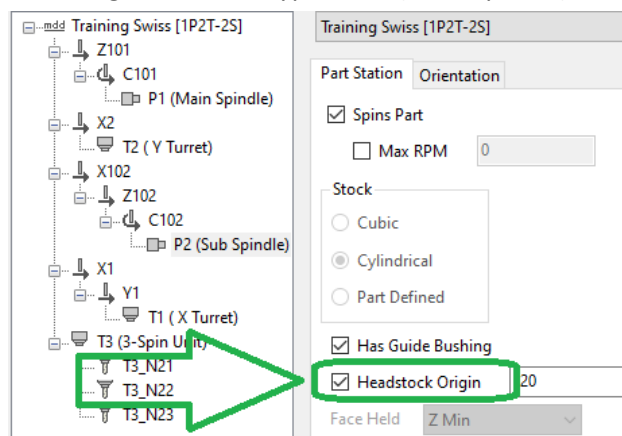 mdd Training Swiss [1P2T-2S]
Z101
C101
P1 (Main Spindle)
X2
T2 ( Y Turret)
X102
Z102
C102
P2 (Sub Spindle)
X1
Y1
T1 ( X Turret)
T3 (3-Spin Unit)
T3_N21
T3_N22
T3_N23
Training Swiss [1P2T-2S]
Part Station Orientation
Spins Part
Max RPM 0
Stock
Cubic
Cylindrical
Part Defined
Has Guide Bushing
Headstock Origin 20
Face Held Z Min